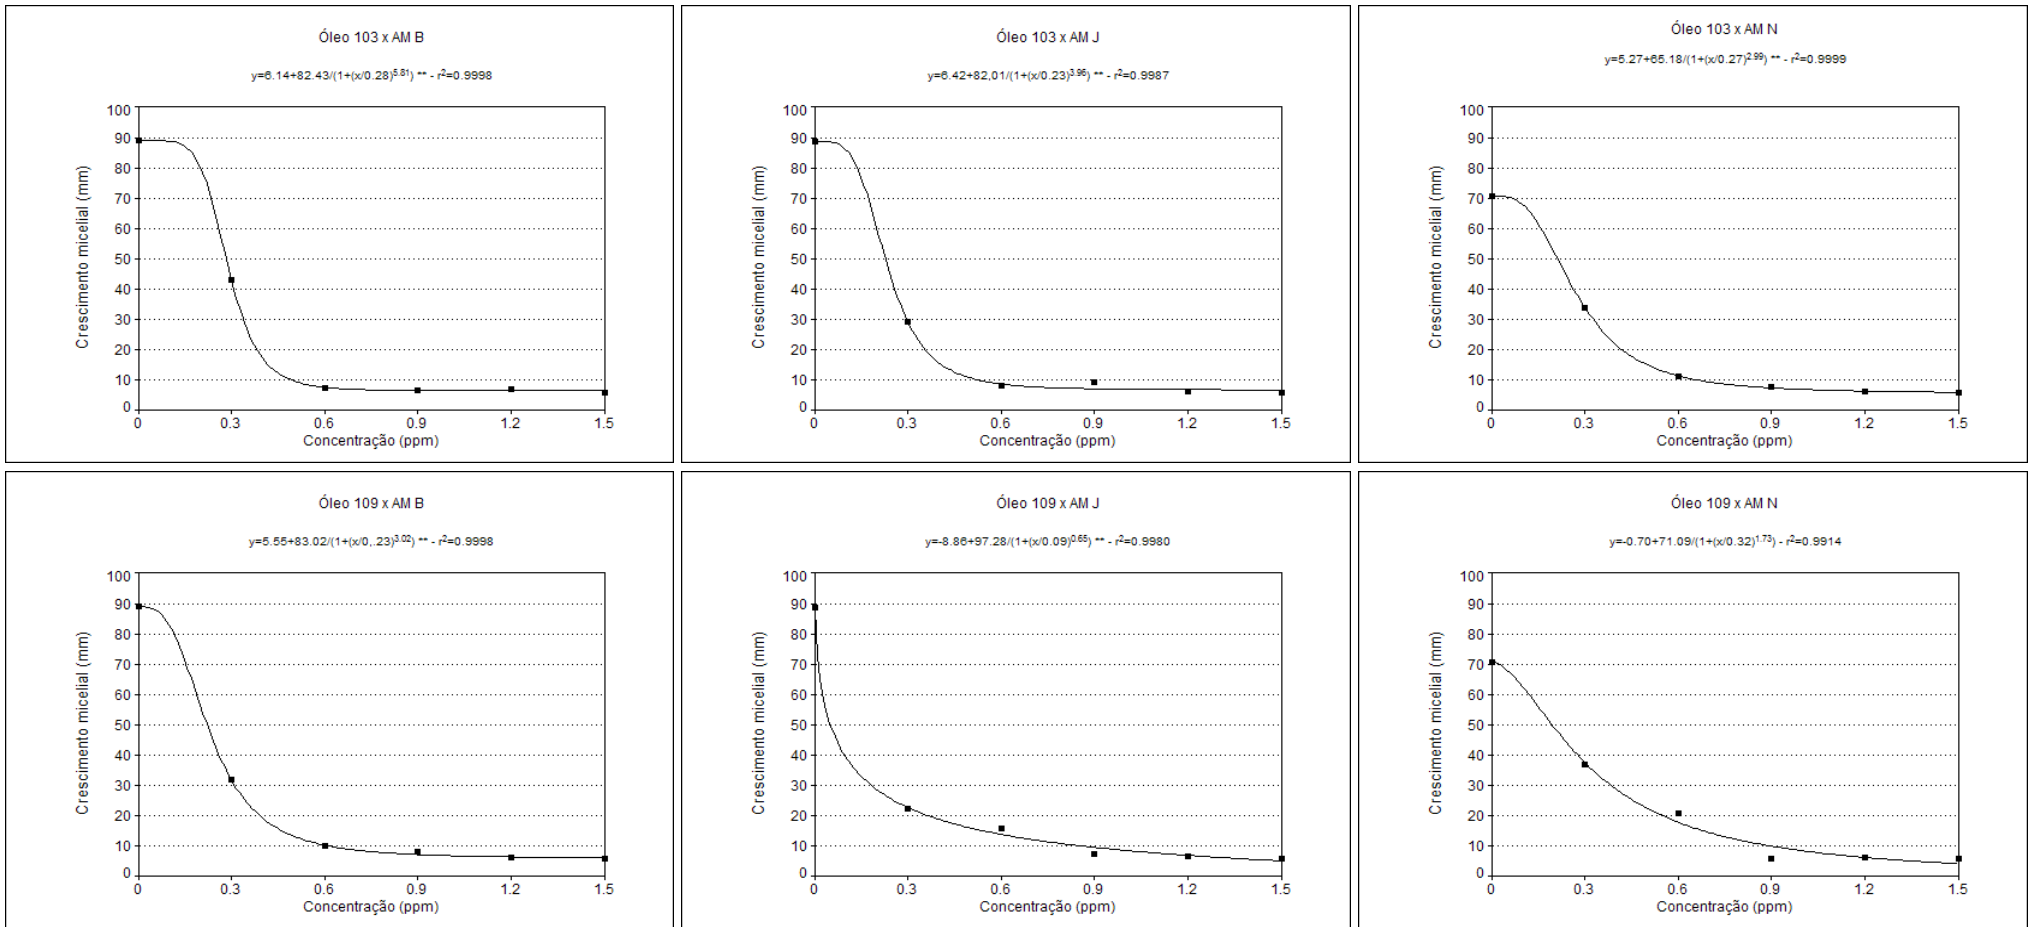 Óleo 103 x AM B
y=6.14+82.43/(1+(x/0.28)^5.81) ** - r²=0.9998
Crescimento micelial (mm)
100
90
80
70
60
50
40
30
20
10
0
0 0.3 0.6 0.9 1.2 1.5
Concentração (ppm)
Óleo 103 x AM J
y=6.42+82,01/(1+(x/0.23)^3.96) ** - r²=0.9987
Crescimento micelial (mm)
100
90
80
70
60
50
40
30
20
10
0
0 0.3 0.6 0.9 1.2 1.5
Concentração (ppm)
Óleo 103 x AM N
y=5.27+65.18/(1+(x/0.27)^2.99) ** - r²=0.9999
Crescimento micelial (mm)
100
90
80
70
60
50
40
30
20
10
0
0 0.3 0.6 0.9 1.2 1.5
Concentração (ppm)
Óleo 109 x AM B
y=5.55+83.02/(1+(x/0,.23)^3.02) ** - r²=0.9998
Crescimento micelial (mm)
100
90
80
70
60
50
40
30
20
10
0
0 0.3 0.6 0.9 1.2 1.5
Concentração (ppm)
Óleo 109 x AM J
y=-8.86+97.28/(1+(x/0.09)^0.65) ** - r²=0.9980
Crescimento micelial (mm)
100
90
80
70
60
50
40
30
20
10
0
0 0.3 0.6 0.9 1.2 1.5
Concentração (ppm)
Óleo 109 x AM N
y=-0.70+71.09/(1+(x/0.32)^1.73) - r²=0.9914
Crescimento micelial (mm)
100
90
80
70
60
50
40
30
20
10
0
0 0.3 0.6 0.9 1.2 1.5
Concentração (ppm)